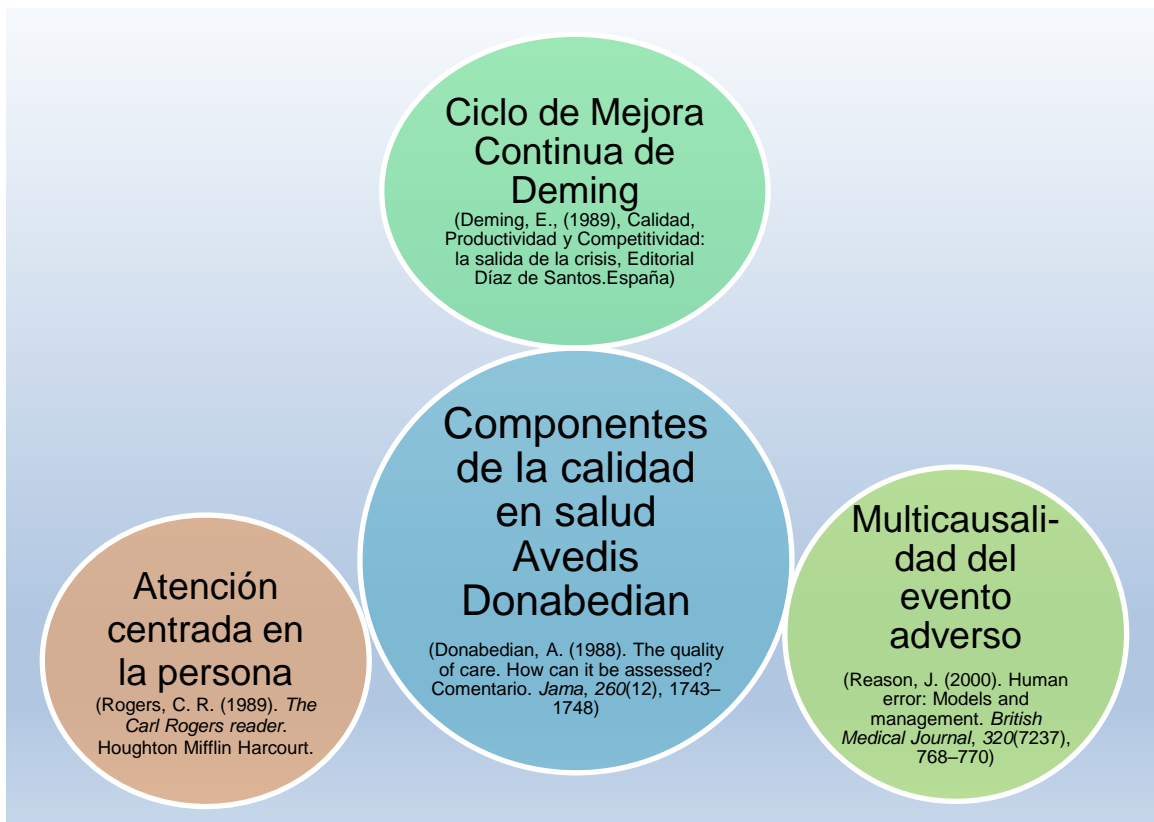 Ciclo de Mejora
Continua de
Deming
(Deming, E., (1989), Calidad,
Productividad y Competitividad:
la salida de la crisis, Editorial
Díaz de Santos.España)
Componentes
de la calidad
en salud
Avedis
Donabedian
(Donabedian, A. (1988). The quality
of care. How can it be assessed?
Comentario. Jama, 260(12), 1743–
1748)
Atención
centrada en
la persona
(Rogers, C. R. (1989). The
Carl Rogers reader.
Houghton Mifflin Harcourt.
Multicausali-
dad del
evento
adverso
(Reason, J. (2000). Human
error: Models and
management. British
Medical Journal, 320(7237),
768–770)